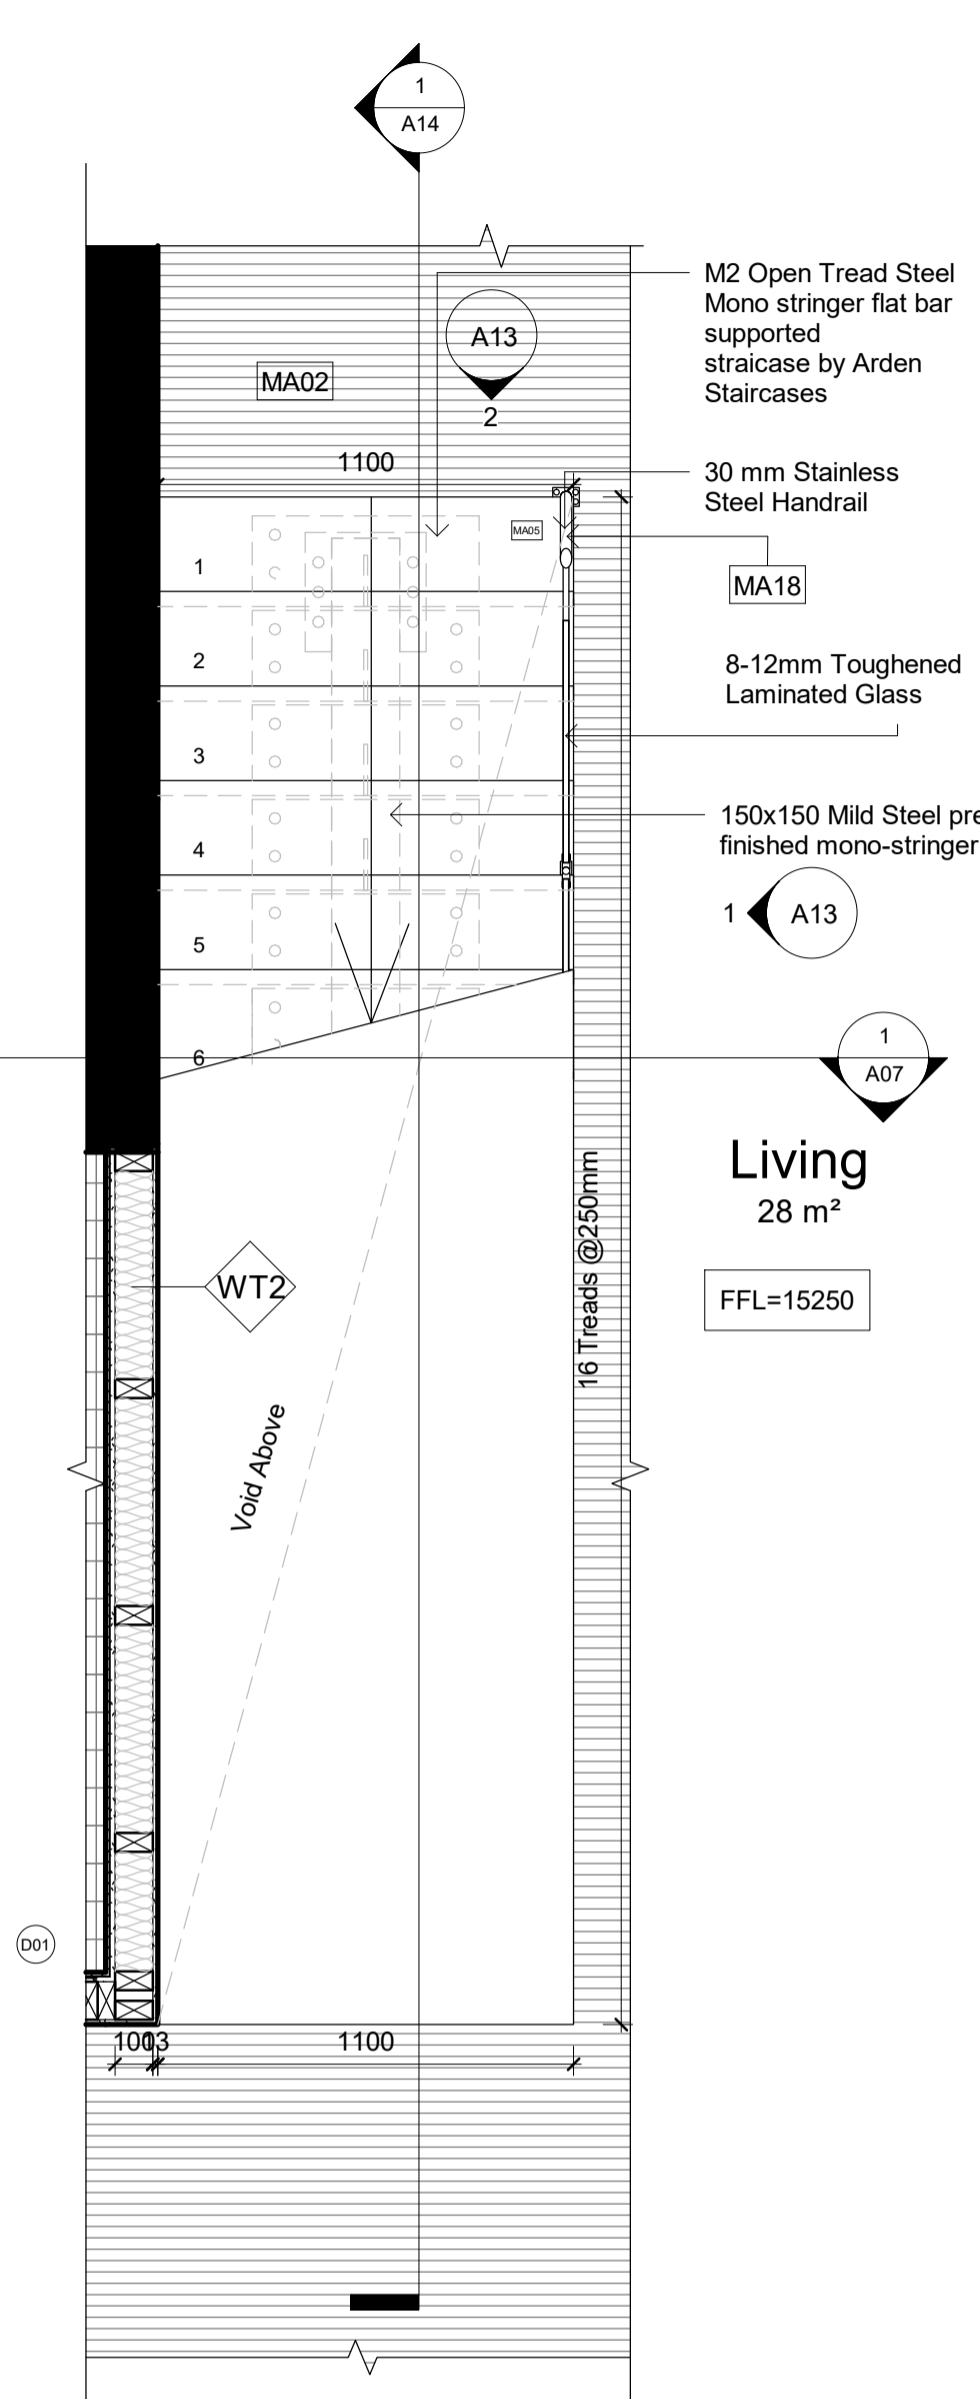 1
A14
M2 Open Tread Steel
Mono stringer flat bar
supported
straicase by Arden
Staircases
A13
2
MA02
1100
30 mm Stainless
Steel Handrail
MA05
MA18
1
2
3
4
5
6
8-12mm Toughened
Laminated Glass
150x150 Mild Steel pre
finished mono-stringer
1
A13
1
A07
Living
28 m²
FFL=15250
16 Treads @250mm
WT2
Void Above
D01
100
13
1100